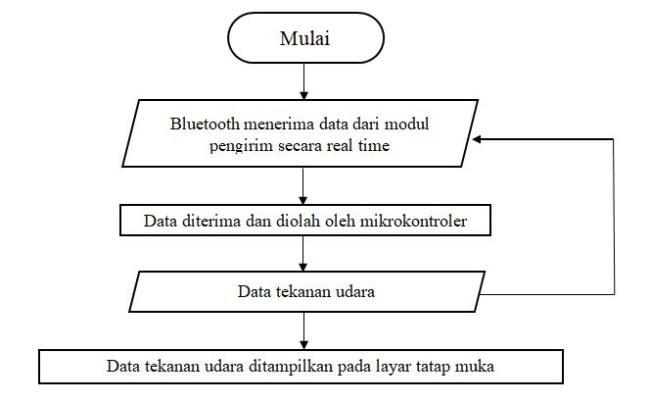 Mulai
Bluetooth menerima data dari modul
pengirim secara real time
Data diterima dan diolah oleh mikrokontroler
Data tekanan udara
Data tekanan udara ditampilkan pada layar tatap muka